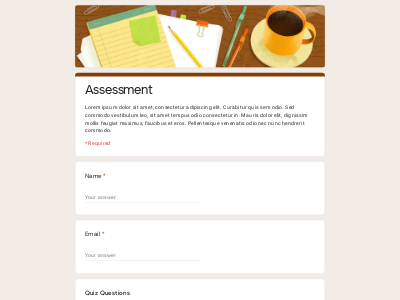 Assessment
Lorem ipsum dolor sit amet, consectetur adipiscing elit. Curabitur quis sem odio. Sed
commodo vestibulum leo, sit amet tempus odio consectetur in. Mauris dolor elit, dignissim
mollis feugiat maximus, faucibus et eros. Pellentesque venenatis odio nec nunc hendrerit
commodo.
* Required
Name *
Your answer
Email *
Your answer
Quiz Questions